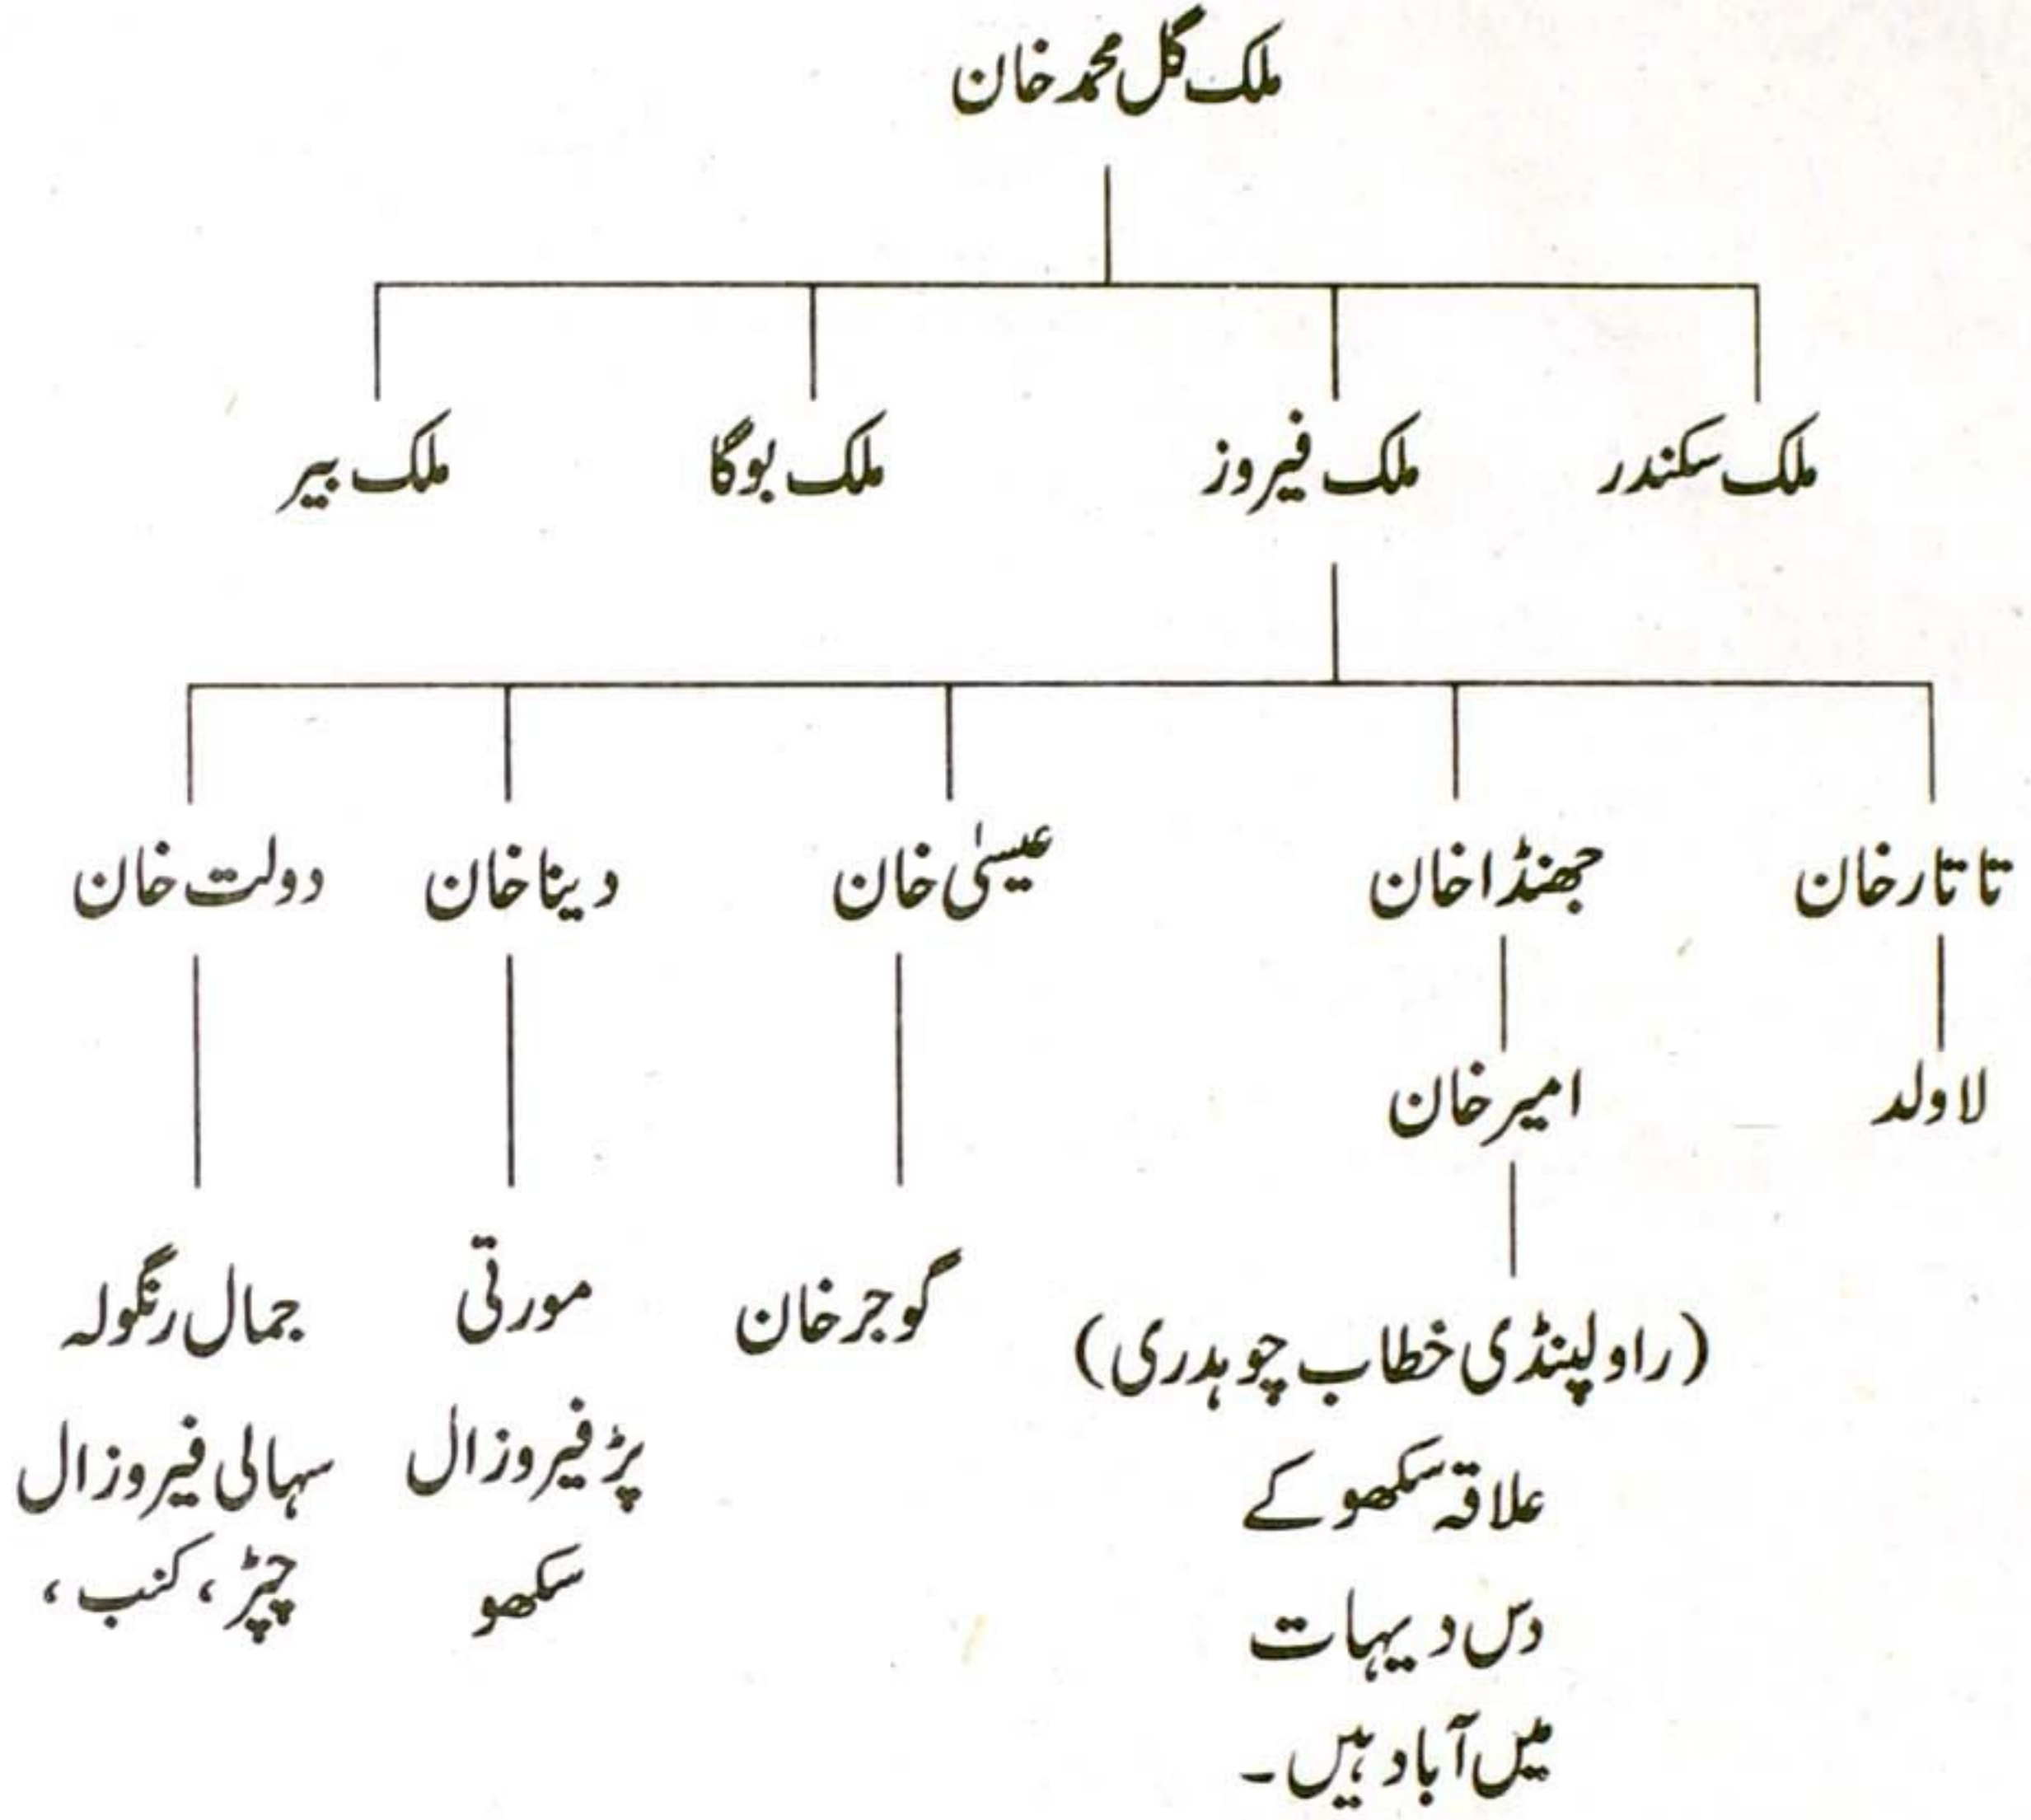 ملک گل محمد خان
ملک سکندر
ملک فیروز
ملک بوگا
ملک بیر
تاتار خان
جھنڈا خان
عیسیٰ خان
دینا خان
دولت خان
لاولد
امیر خان
(راولپنڈی خطاب چوہدری)
علاقہ سکھو کے
دس دیہات
میں آباد ہیں۔
گوجر خان
مورتی
پڑ فیروزال
سکھو
جمال رنگولہ
سہالی فیروزال
چپڑ، کنب،